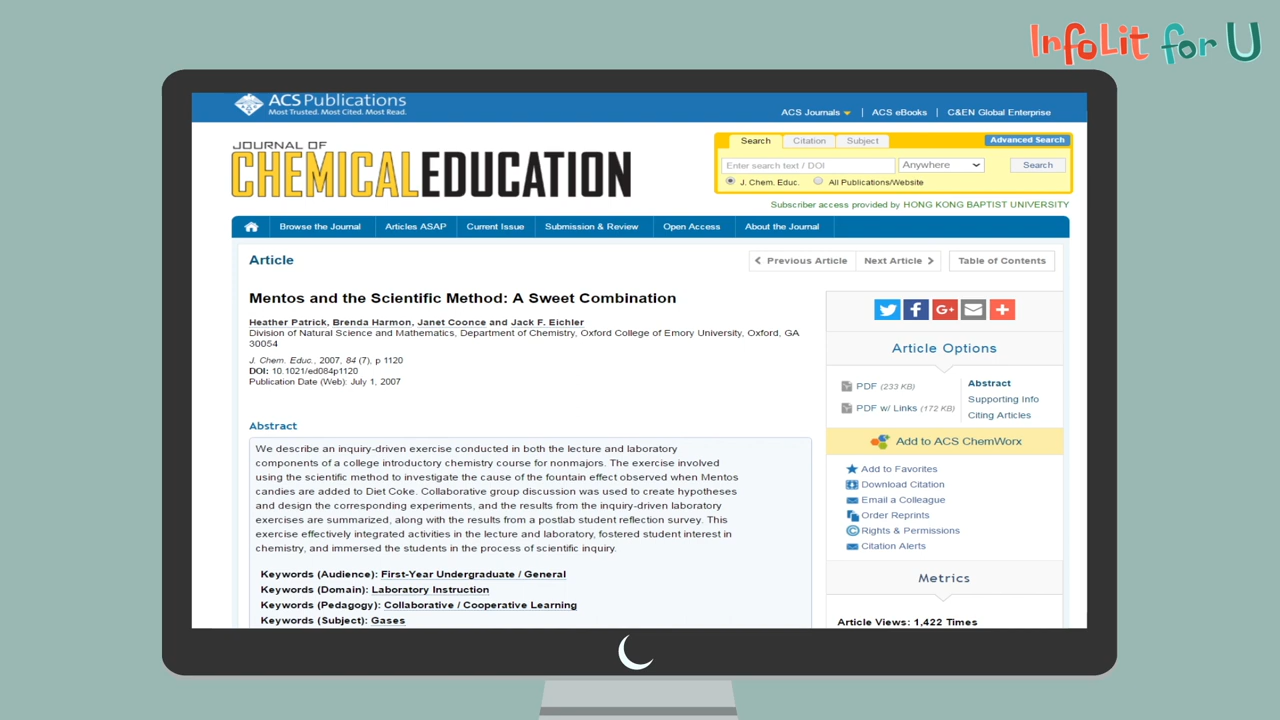 InfoLit for U
ACS Publications
Most Trusted. Most Cited. Most Read.
ACS Journals | ACS eBooks | C&EN Global Enterprise
JOURNAL OF
CHEMICALEDUCATION
Search Citation Subject Advanced Search
Enter search text / DOI Anywhere Search
J. Chem. Educ. All Publications/Website
Subscriber access provided by HONG KONG BAPTIST UNIVERSITY
Browse the Journal Articles ASAP Current Issue Submission & Review Open Access About the Journal
Article
Previous Article Next Article Table of Contents
Mentos and the Scientific Method: A Sweet Combination
Heather Patrick, Brenda Harmon, Janet Coonce and Jack F. Eichler
Division of Natural Science and Mathematics, Department of Chemistry, Oxford College of Emory University, Oxford, GA
30054
J. Chem. Educ., 2007, 84 (7), p 1120
DOI: 10.1021/ed084p1120
Publication Date (Web): July 1, 2007
Abstract
We describe an inquiry-driven exercise conducted in both the lecture and laboratory
components of a college introductory chemistry course for nonmajors. The exercise involved
using the scientific method to investigate the cause of the fountain effect observed when Mentos
candies are added to Diet Coke. Collaborative group discussion was used to create hypotheses
and design the corresponding experiments, and the results from the inquiry-driven laboratory
exercises are summarized, along with the results from a postlab student reflection survey. This
exercise effectively integrated activities in the lecture and laboratory, fostered student interest in
chemistry, and immersed the students in the process of scientific inquiry.
Keywords (Audience): First-Year Undergraduate / General
Keywords (Domain): Laboratory Instruction
Keywords (Pedagogy): Collaborative / Cooperative Learning
Keywords (Subject): Gases
G+
Article Options
PDF (233 KB)
PDF w/ Links (172 KB)
Abstract
Supporting Info
Citing Articles
Add to ACS ChemWorx
Add to Favorites
Download Citation
Email a Colleague
Order Reprints
Rights & Permissions
Citation Alerts
Metrics
Article Views: 1,422 Times